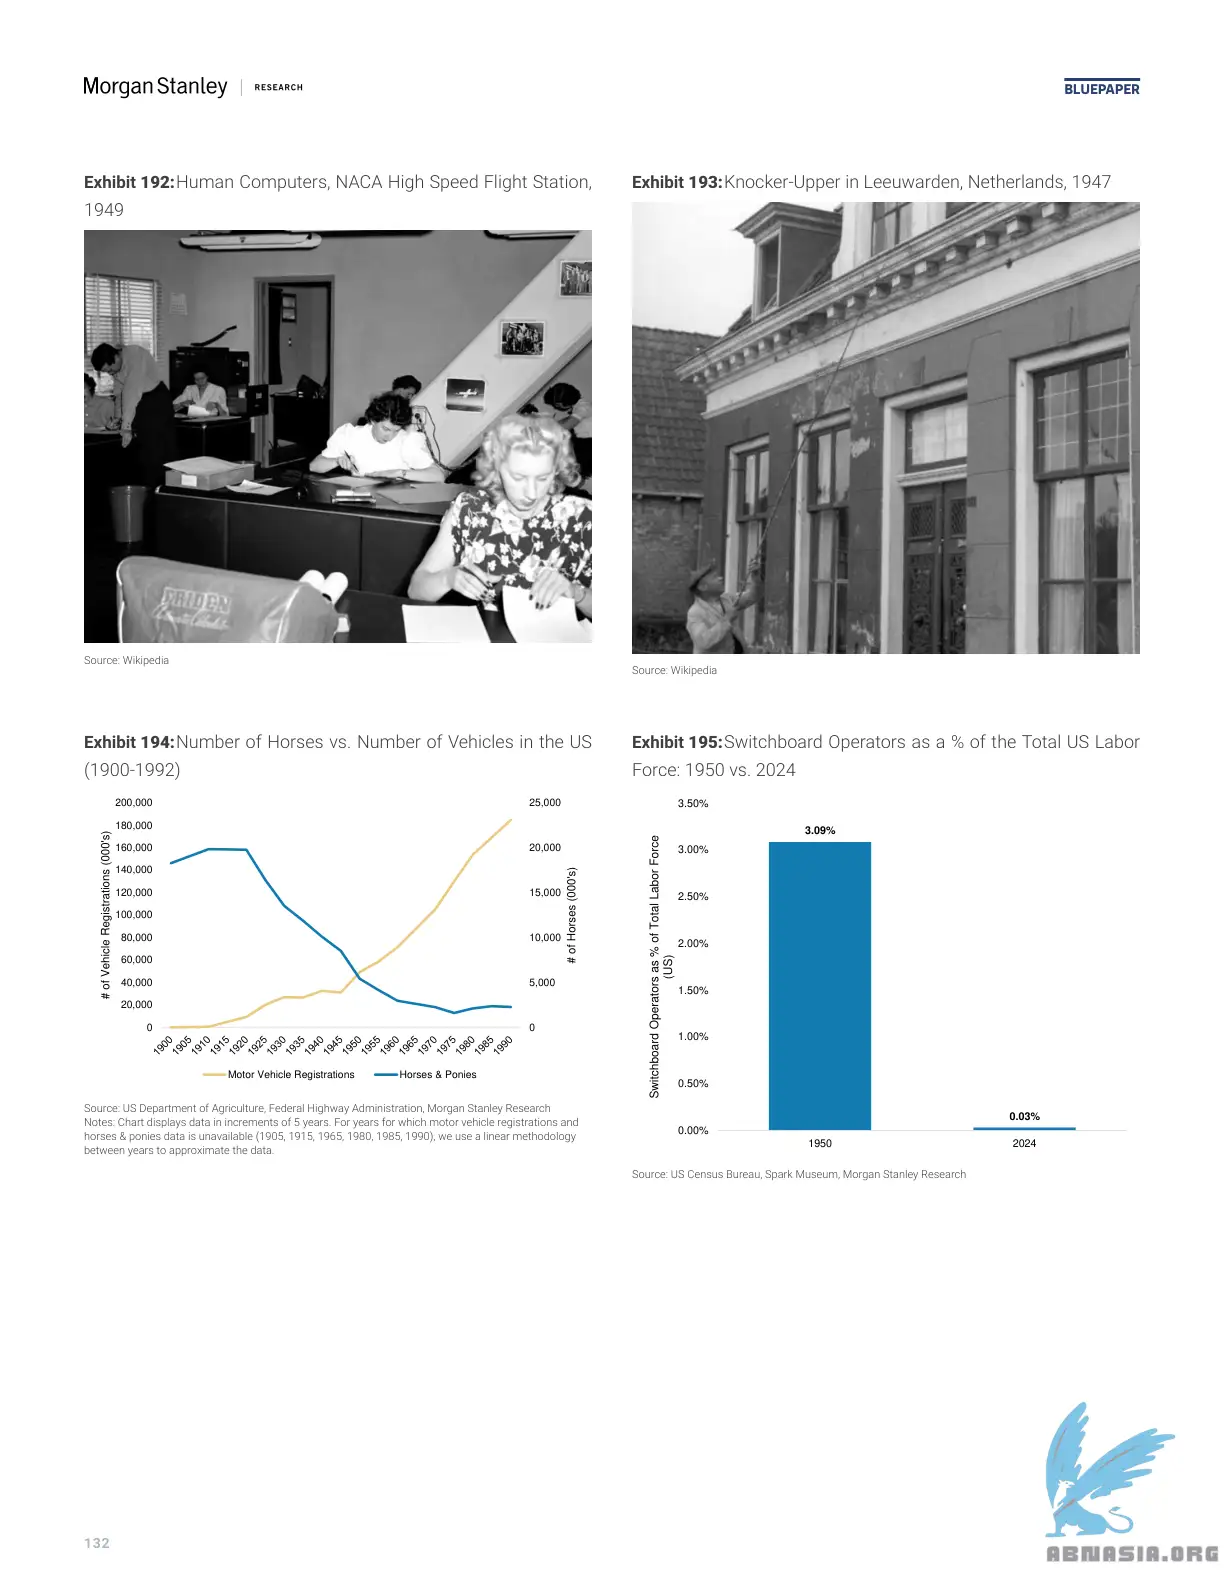 Morgan Stanley | RESEARCH
BLUEPAPER
Exhibit 192: Human Computers, NACA High Speed Flight Station,
1949
FRIDEN
Source: Wikipedia
Exhibit 193: Knocker-Upper in Leeuwarden, Netherlands, 1947
Source: Wikipedia
Exhibit 194: Number of Horses vs. Number of Vehicles in the US
(1900-1992)
# of Vehicle Registrations (000's)
200,000
180,000
160,000
140,000
120,000
100,000
80,000
60,000
40,000
20,000
0
25,000
20,000
15,000
10,000
5,000
0
# of Horses (000's)
1900 1905 1910 1915 1920 1925 1930 1935 1940 1945 1950 1955 1960 1965 1970 1975 1980 1985 1990
Motor Vehicle Registrations Horses & Ponies
Source: US Department of Agriculture, Federal Highway Administration, Morgan Stanley Research
Notes: Chart displays data in increments of 5 years. For years for which motor vehicle registrations and
horses & ponies data is unavailable (1905, 1915, 1965, 1980, 1985, 1990), we use a linear methodology
between years to approximate the data.
Exhibit 195: Switchboard Operators as a % of the Total US Labor
Force: 1950 vs. 2024
Switchboard Operators as % of Total Labor Force
(US)
3.50%
3.00%
2.50%
2.00%
1.50%
1.00%
0.50%
0.00%
3.09%
0.03%
1950 2024
Source: US Census Bureau, Spark Museum, Morgan Stanley Research
132
ABNASIA.ORG